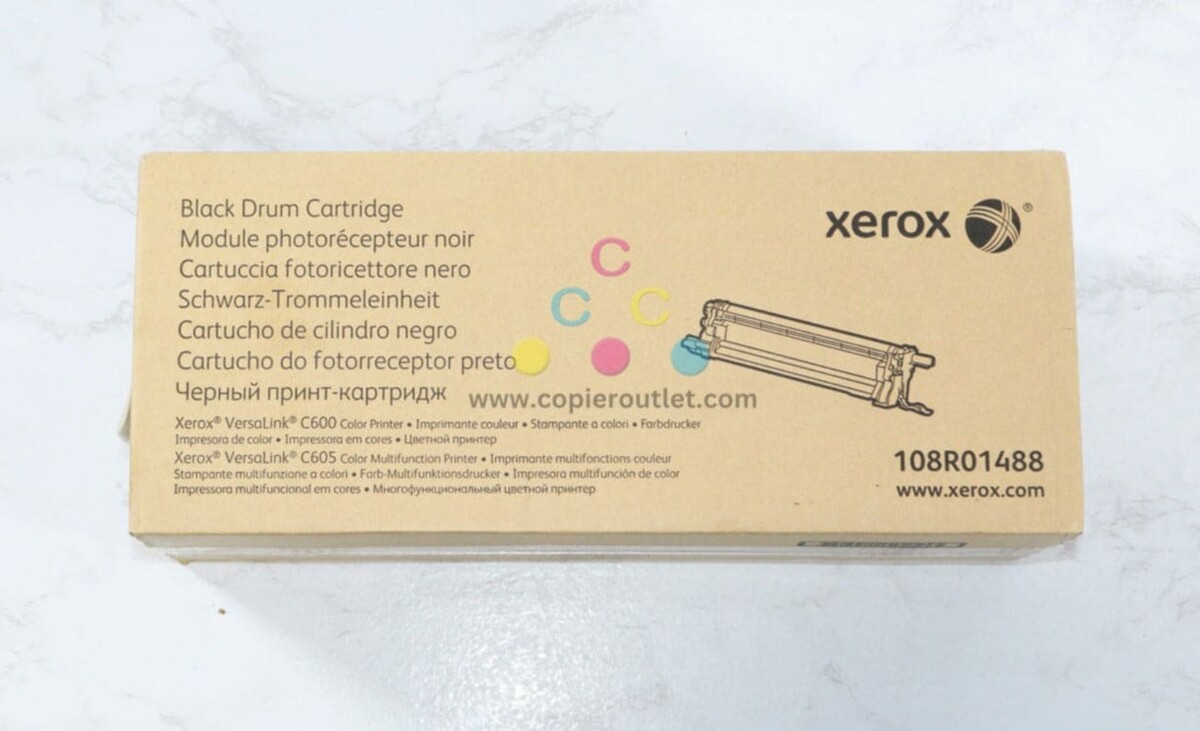 Black Drum Cartridge
Module photorécepteur noir
Cartuccia fotoricettore nero
Schwarz-Trommeleinheit
Cartucho de cilindro negro
Cartucho do fotorreceptor preto
Черный принт-картридж
Xerox® VersaLink® C600 Color Printer • Imprimante couleur • Stampante a colori • Farbdrucker
Impresora de color • Impressora em cores • Цветной принтер
Xerox® VersaLink® C605 Color Multifunction Printer • Imprimante multifonctions couleur
Stampante multifunzione a colori • Farb-Multifunktionsdrucker • Impresora multifunción de color
Impressora multifuncional em cores • Многофункциональный цветной принтер
xerox ®
C
C C
www.copieroutlet.com
108R01488
www.xerox.com